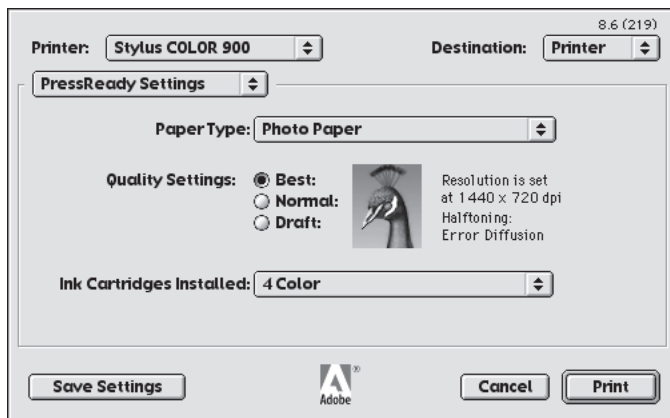 8.6 (219)
Printer: Stylus COLOR 900 Destination: Printer
PressReady Settings
Paper Type: Photo Paper
Quality Settings: Best: Resolution is set
Normal: at 1440 x 720 dpi
Draft: Halftoning:
Error Diffusion
Ink Cartridges Installed: 4 Color
Save Settings Adobe® Cancel Print